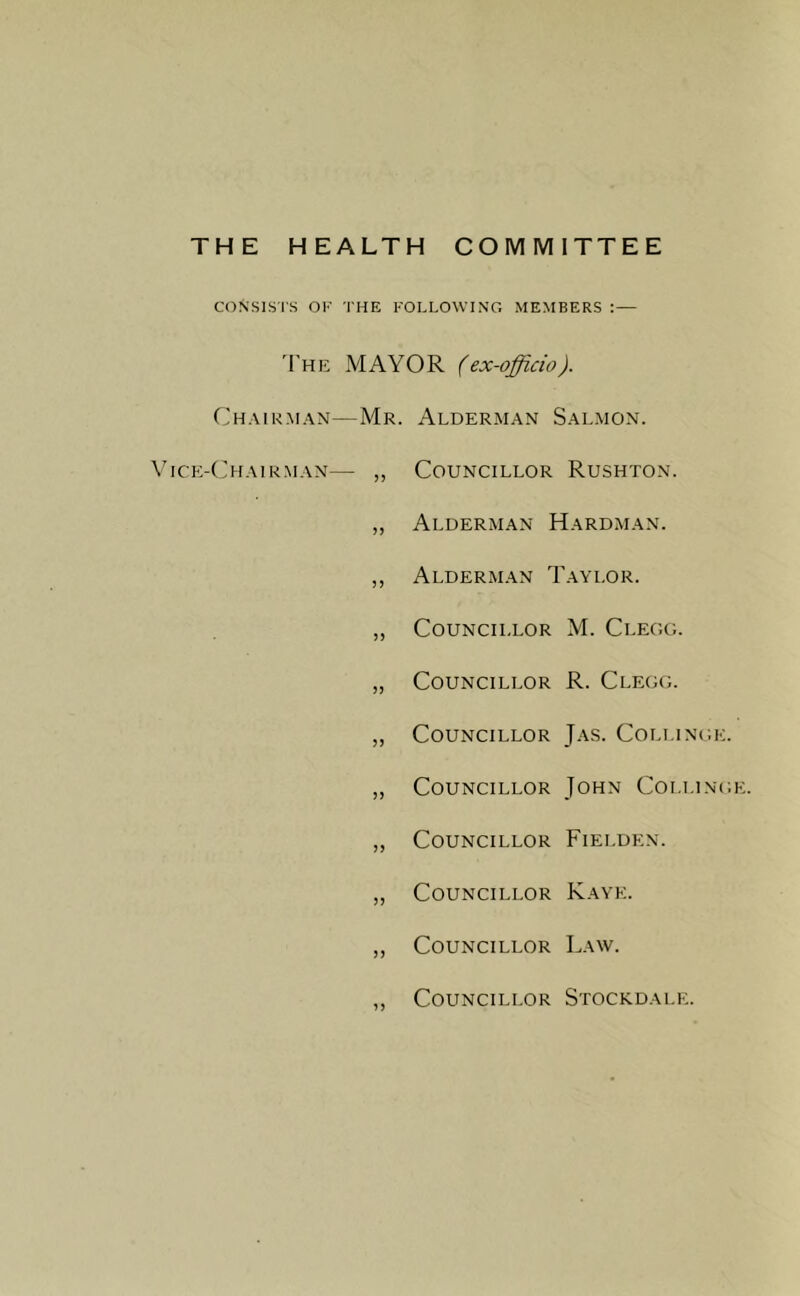 THE HEALTH COMMITTEE
CONSISTS OF THE FOLLOWING MEMBERS :—
The MAYOR (ex-officio).
Chairman—Mr. Alderman Salmon.
Vice-Chairman— „ Councillor Rushton.
„ Alderman Hardman.
„ Alderman Taylor.
„ Councillor M. Clegg.
„ Councillor R. Clegg.
„ Councillor Jas. Collinge.
„ Councillor John Collinge.
„ Councillor Fielden.
„ Councillor Kaye.
„ Councillor Law.
„ Councillor Stockdale.